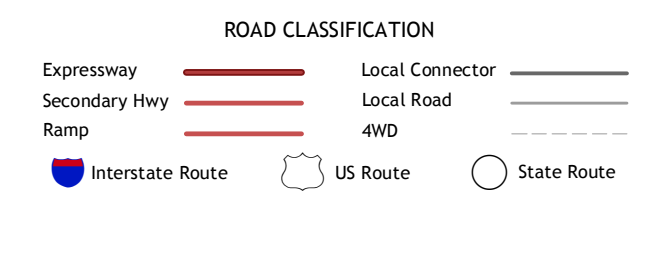 ROAD CLASSIFICATION
Expressway
Local Connector
Secondary Hwy
Local Road
Ramp
4WD
Interstate Route
US Route
State Route